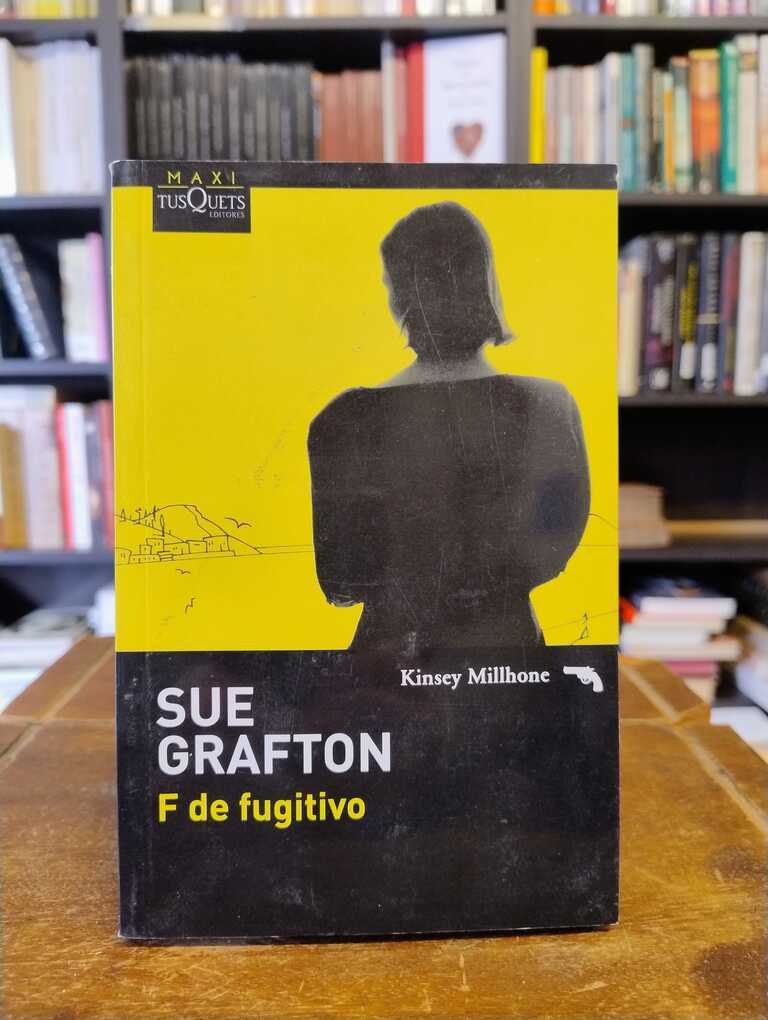 MAXI
TUSQUETS
EDITORES
Kinsey Millhone
SUE
GRAFTON
F de fugitivo